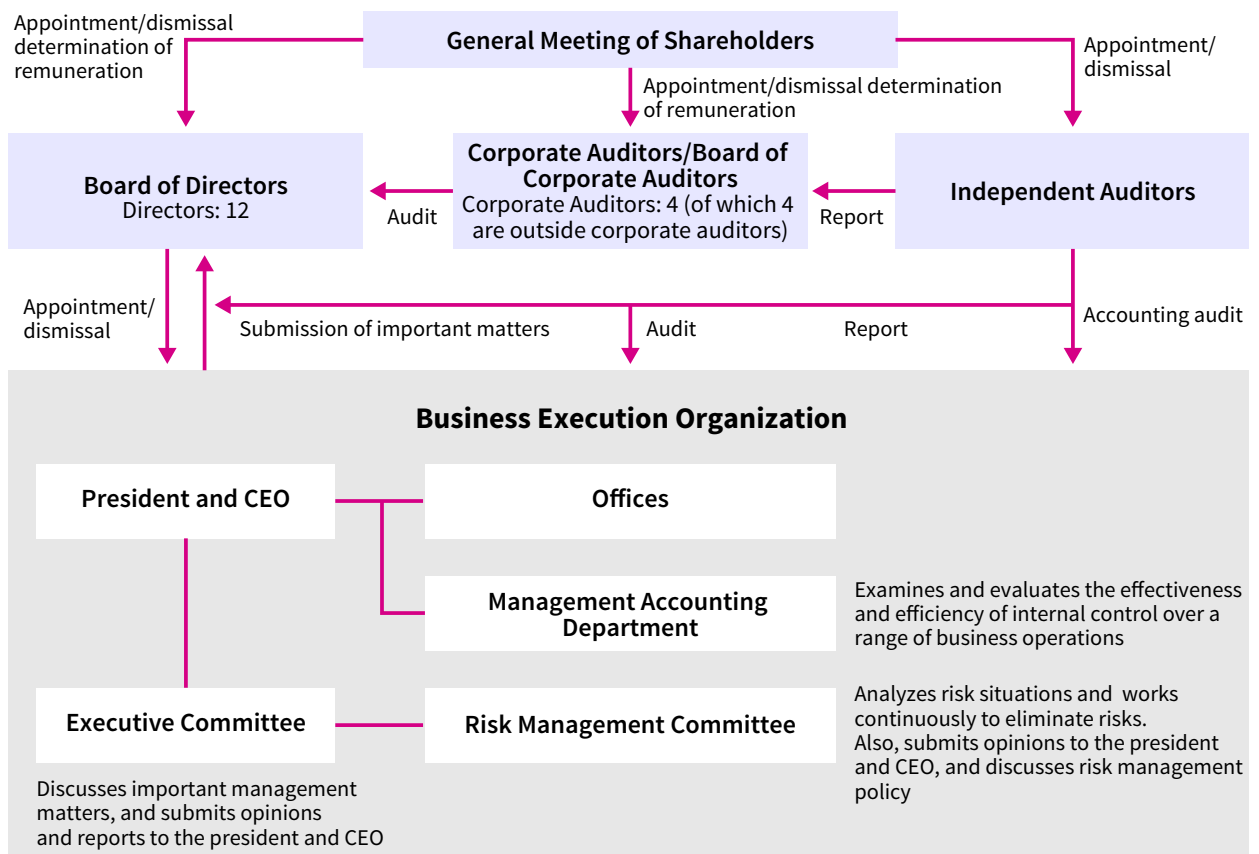 Appointment/dismissal
determination of
remuneration
General Meeting of Shareholders
Appointment/
dismissal
Appointment/dismissal determination
of remuneration
Board of Directors
Directors: 12
Audit
Corporate Auditors/Board of
Corporate Auditors
Corporate Auditors: 4 (of which 4
are outside corporate auditors)
Report
Independent Auditors
Appointment/
dismissal
Submission of important matters
Audit
Report
Accounting audit
Business Execution Organization
President and CEO
Offices
Management Accounting
Department
Examines and evaluates the effectiveness
and efficiency of internal control over a
range of business operations
Executive Committee
Risk Management Committee
Analyzes risk situations and works
continuously to eliminate risks.
Also, submits opinions to the president
and CEO, and discusses risk management
policy
Discusses important management
matters, and submits opinions
and reports to the president and CEO